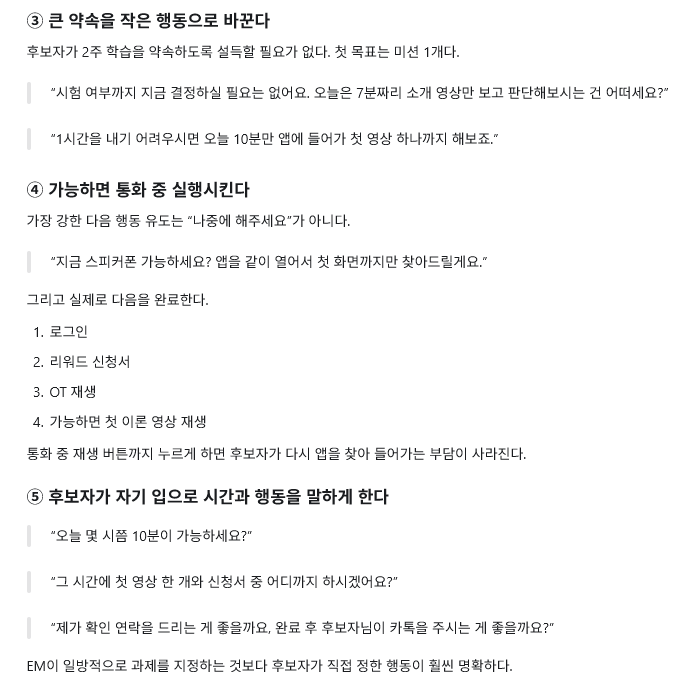 ③ 큰 약속을 작은 행동으로 바꾼다
후보자가 2주 학습을 약속하도록 설득할 필요가 없다. 첫 목표는 미션 1개다.
“시험 여부까지 지금 결정하실 필요는 없어요. 오늘은 7분짜리 소개 영상만 보고 판단해보시는 건 어떠세요?”
“1시간을 내기 어려우시면 오늘 10분만 앱에 들어가 첫 영상 하나까지 해보죠.”
④ 가능하면 통화 중 실행시킨다
가장 강한 다음 행동 유도는 “나중에 해주세요”가 아니다.
“지금 스피커폰 가능하세요? 앱을 같이 열어서 첫 화면까지만 찾아드릴게요.”
그리고 실제로 다음을 완료한다.
1. 로그인
2. 리워드 신청서
3. OT 재생
4. 가능하면 첫 이론 영상 재생
통화 중 재생 버튼까지 누르게 하면 후보자가 다시 앱을 찾아 들어가는 부담이 사라진다.
⑤ 후보자가 자기 입으로 시간과 행동을 말하게 한다
“오늘 몇 시쯤 10분이 가능하세요?”
“그 시간에 첫 영상 한 개와 신청서 중 어디까지 하시겠어요?”
“제가 확인 연락을 드리는 게 좋을까요, 완료 후 후보자님이 카톡을 주시는 게 좋을까요?”
EM이 일방적으로 과제를 지정하는 것보다 후보자가 직접 정한 행동이 훨씬 명확하다.